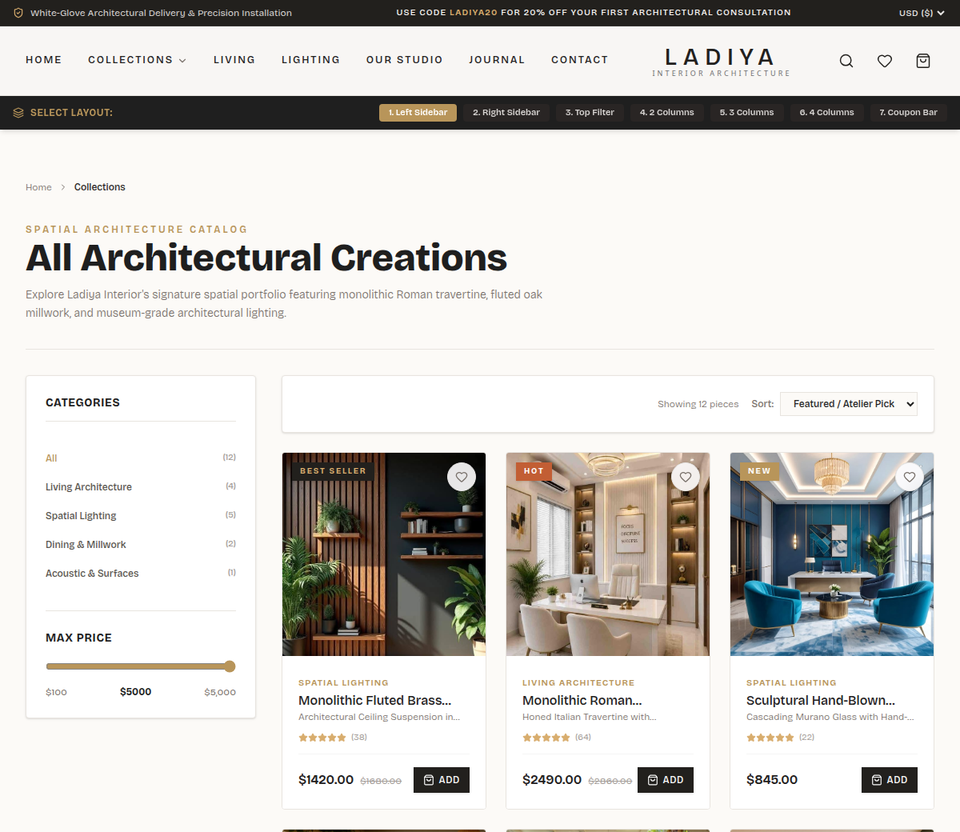 White-Glove Architectural Delivery & Precision Installation
USE CODE LADIYA20 FOR 20% OFF YOUR FIRST ARCHITECTURAL CONSULTATION
USD ($)
HOME
COLLECTIONS
LIVING
LIGHTING
OUR STUDIO
JOURNAL
CONTACT
LADIYA
INTERIOR ARCHITECTURE
SELECT LAYOUT:
1. Left Sidebar
2. Right Sidebar
3. Top Filter
4. 2 Columns
5. 3 Columns
6. 4 Columns
7. Coupon Bar
Home > Collections
SPATIAL ARCHITECTURE CATALOG
All Architectural Creations
Explore Ladiya Interior's signature spatial portfolio featuring monolithic Roman travertine, fluted oak
millwork, and museum-grade architectural lighting.
CATEGORIES
All (12)
Living Architecture (4)
Spatial Lighting (5)
Dining & Millwork (2)
Acoustic & Surfaces (1)
MAX PRICE
$100 $5000 $5,000
Showing 12 pieces Sort: Featured / Atelier Pick
BEST SELLER
SPATIAL LIGHTING
Monolithic Fluted Brass...
Architectural Ceiling Suspension in...
(38)
$1420.00 $1680.00 ADD
HOT
LIVING ARCHITECTURE
Monolithic Roman...
Honed Italian Travertine with...
(64)
$2490.00 $2860.00 ADD
NEW
SPATIAL LIGHTING
Sculptural Hand-Blown...
Cascading Murano Glass with Hand-...
(22)
$845.00 ADD